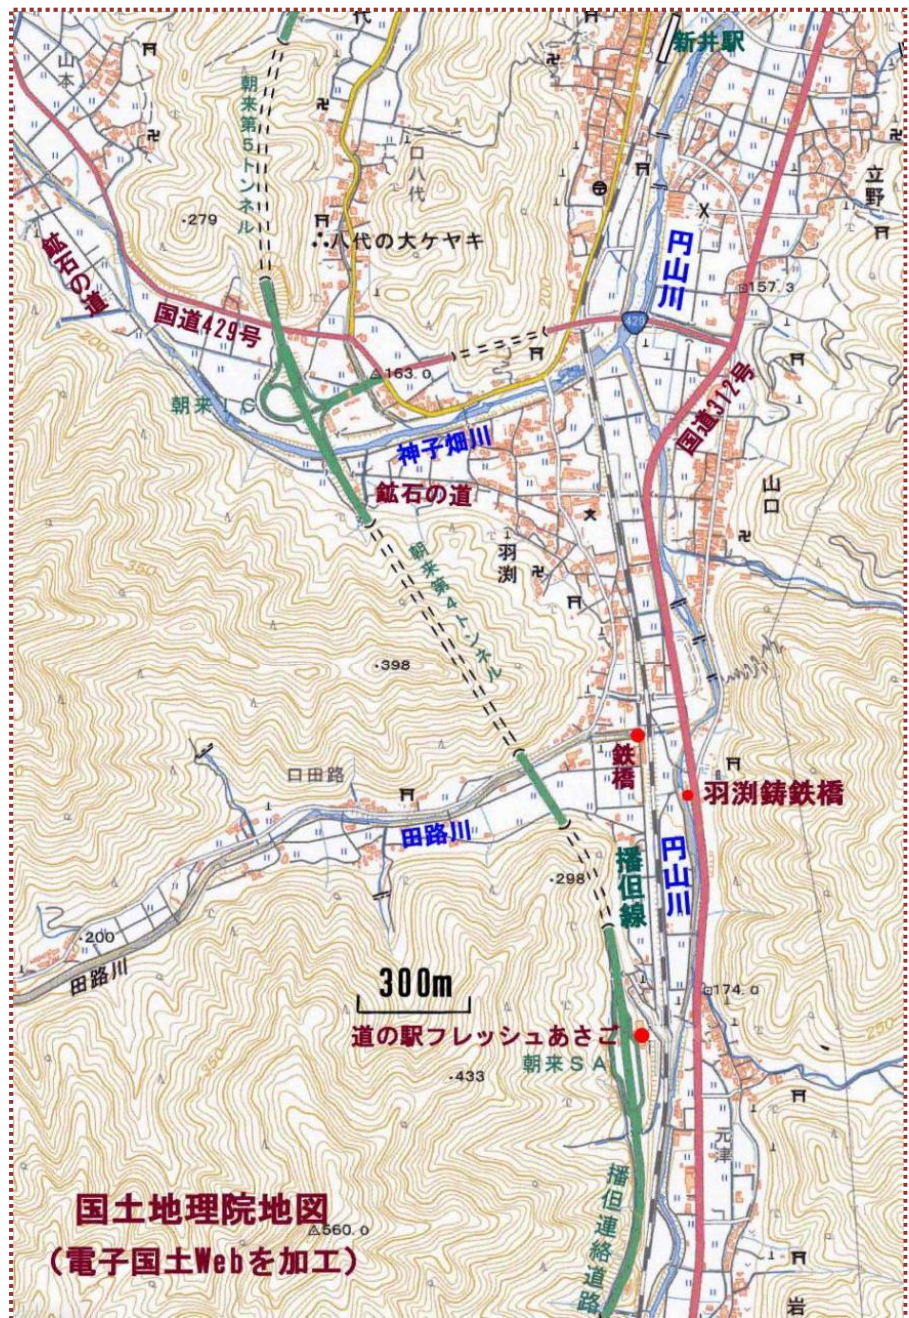 代
新井駅
山本
朝来第5トンネル
口八代
立野
・279
八代の大ケヤキ
円山川
鉱石の道
157.3
国道429号
429
200
200
163.0
国道312号
朝来IC
神子畑川
鉱石の道
山口
朝来第4トンネル
羽渕
350
・398
口田路
鉄橋
羽渕鋳鉄橋
田路川
播但線
円山川
・298
・200
田路川
300m
174.0
250
道の駅フレッシュあさご
朝来SA
350
・433
元津
播但連絡道路
国土地理院地図
560.0
(電子国土Webを加工)
岩